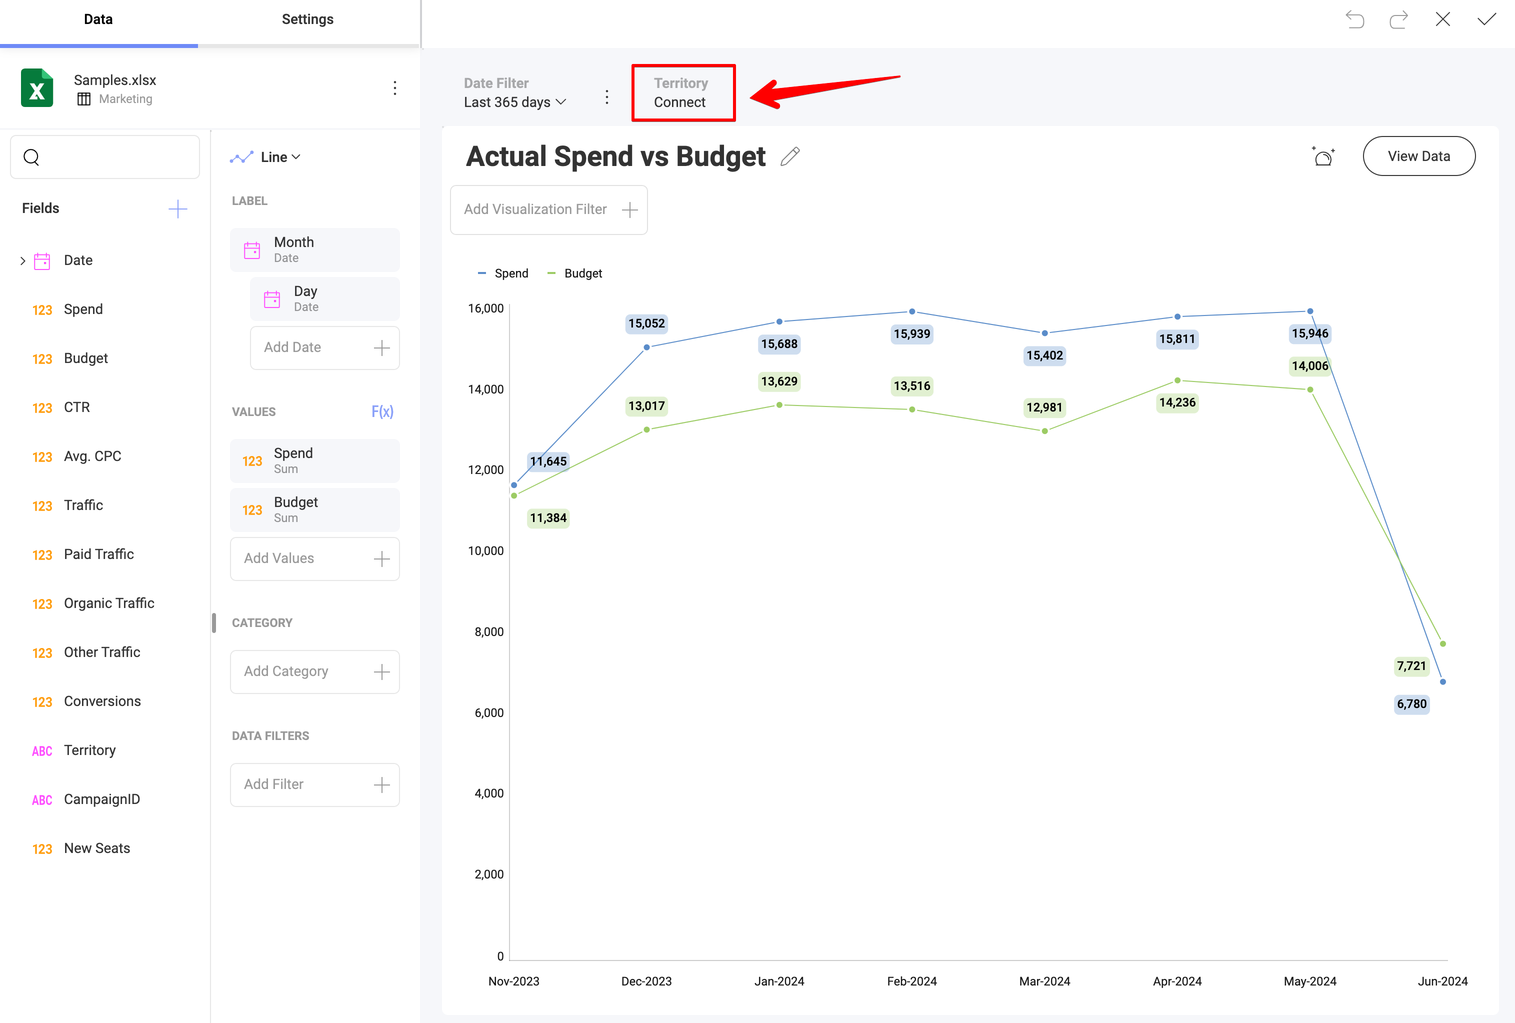 Data
Settings
Samples.xlsx
Marketing
Fields
Date
123 Spend
123 Budget
123 CTR
123 Avg. CPC
123 Traffic
123 Paid Traffic
123 Organic Traffic
123 Other Traffic
123 Conversions
ABC Territory
ABC CampaignID
123 New Seats
Line
LABEL
Month
Date
Day
Date
Add Date
VALUES F(x)
123 Spend
Sum
123 Budget
Sum
Add Values
CATEGORY
Add Category
DATA FILTERS
Add Filter
Date Filter
Last 365 days
Territory
Connect
Actual Spend vs Budget
View Data
Add Visualization Filter
Spend Budget
16,000
14,000
12,000
10,000
8,000
6,000
4,000
2,000
0
11,645
15,052
15,688
15,939
15,402
15,811
15,946
6,780
11,384
13,017
13,629
13,516
12,981
14,236
14,006
7,721
Nov-2023 Dec-2023 Jan-2024 Feb-2024 Mar-2024 Apr-2024 May-2024 Jun-2024